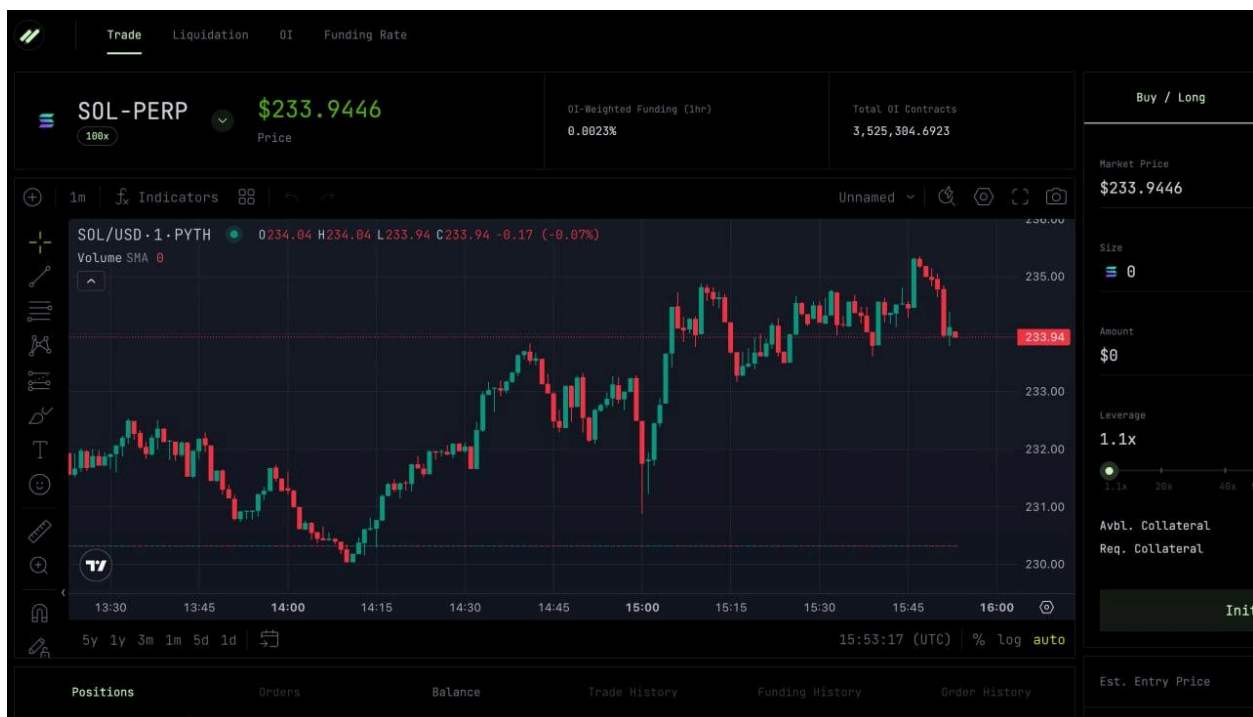 Trade Liquidation OI Funding Rate
SOL-PERP
100x
$233.9446
Price
OI-Weighted Funding (1hr)
0.0023%
Total OI Contracts
3,525,304.6923
Buy / Long
Market Price
$233.9446
Size
0
Amount
$0
Leverage
1.1x
1.1x 20x 40x
Avbl. Collateral
Req. Collateral
Init
Est. Entry Price
1m fx Indicators
Unnamed
SOL/USD·1·PYTH O234.04 H234.04 L233.94 C233.94 -0.17 (-0.07%)
Volume SMA 0
236.00
235.00
233.94
233.00
232.00
231.00
230.00
13:30 13:45 14:00 14:15 14:30 14:45 15:00 15:15 15:30 15:45 16:00
5y 1y 3m 1m 5d 1d
15:53:17 (UTC) % log auto
Positions Orders Balance Trade History Funding History Order History